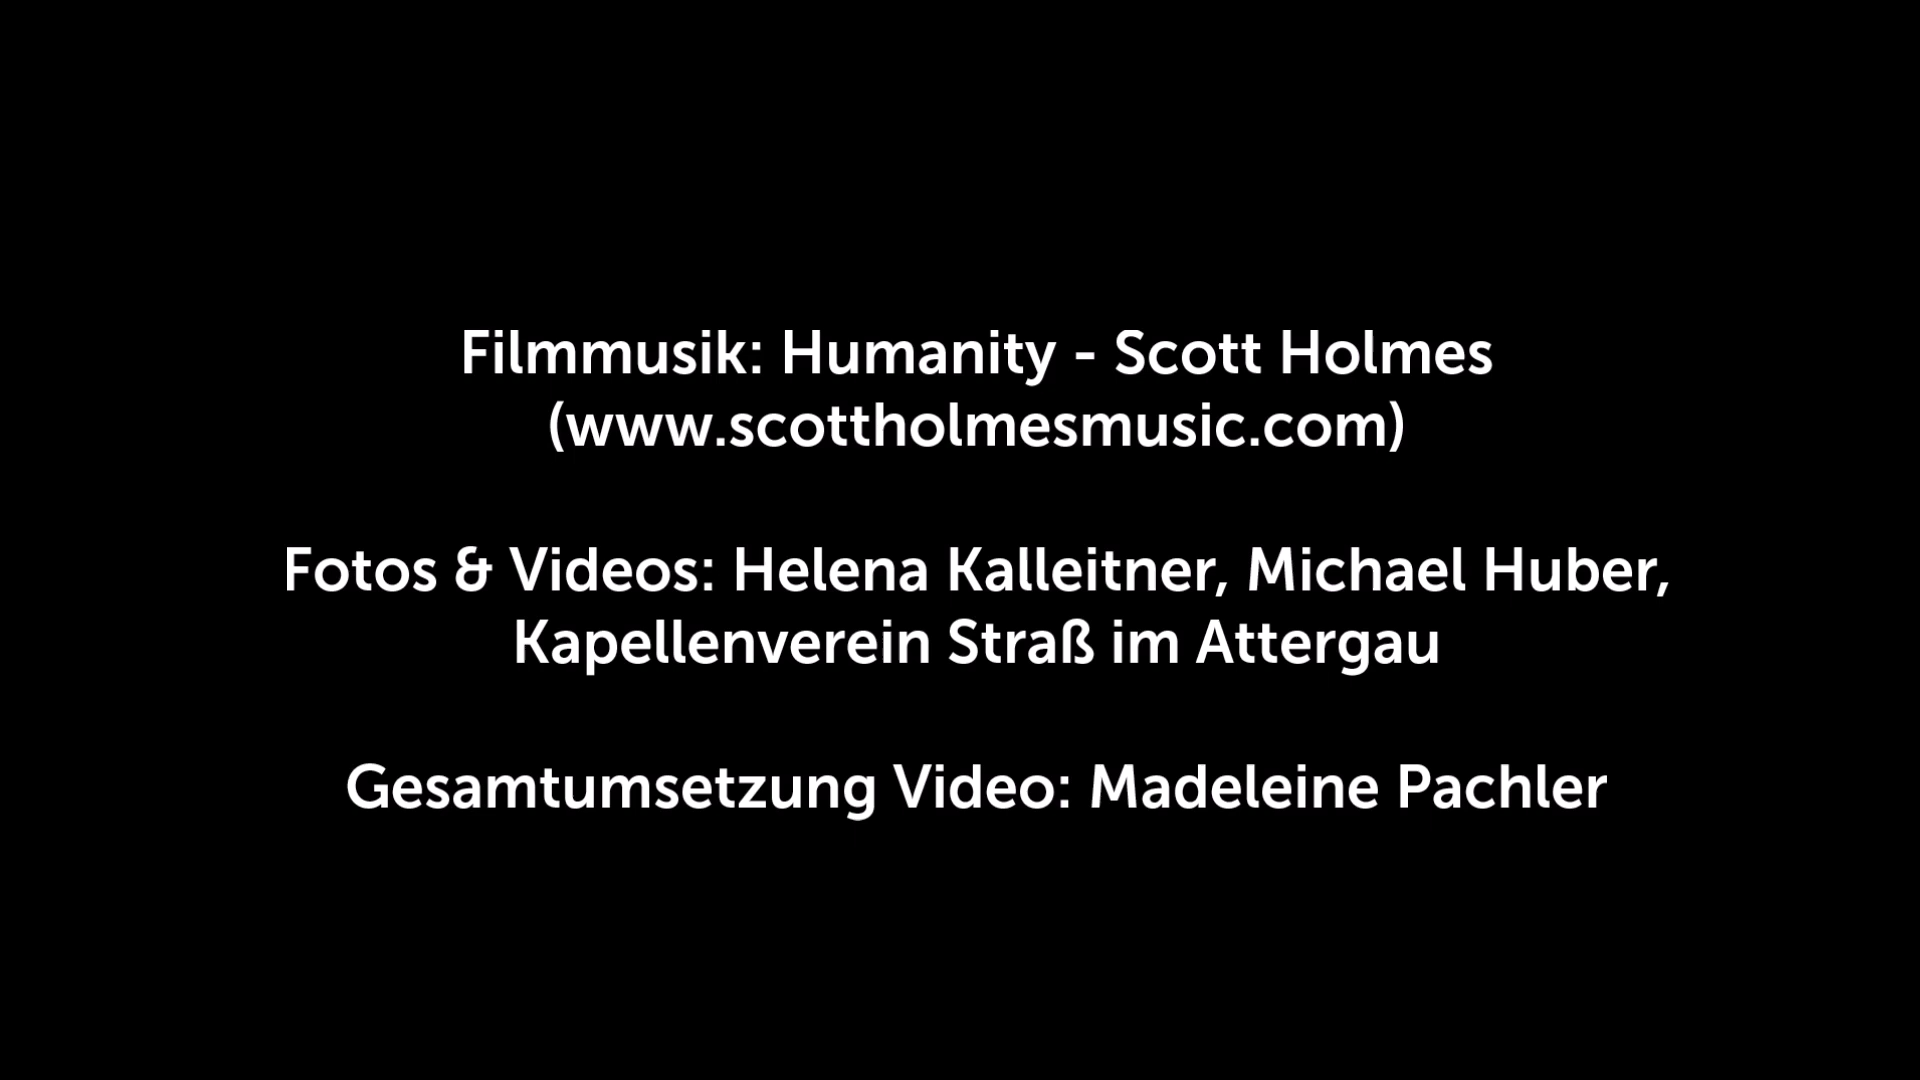 Filmmusik: Humanity - Scott Holmes
(www.scottholmesmusic.com)
Fotos & Videos: Helena Kalleitner, Michael Huber,
Kapellenverein Straß im Attergau
Gesamtumsetzung Video: Madeleine Pachler